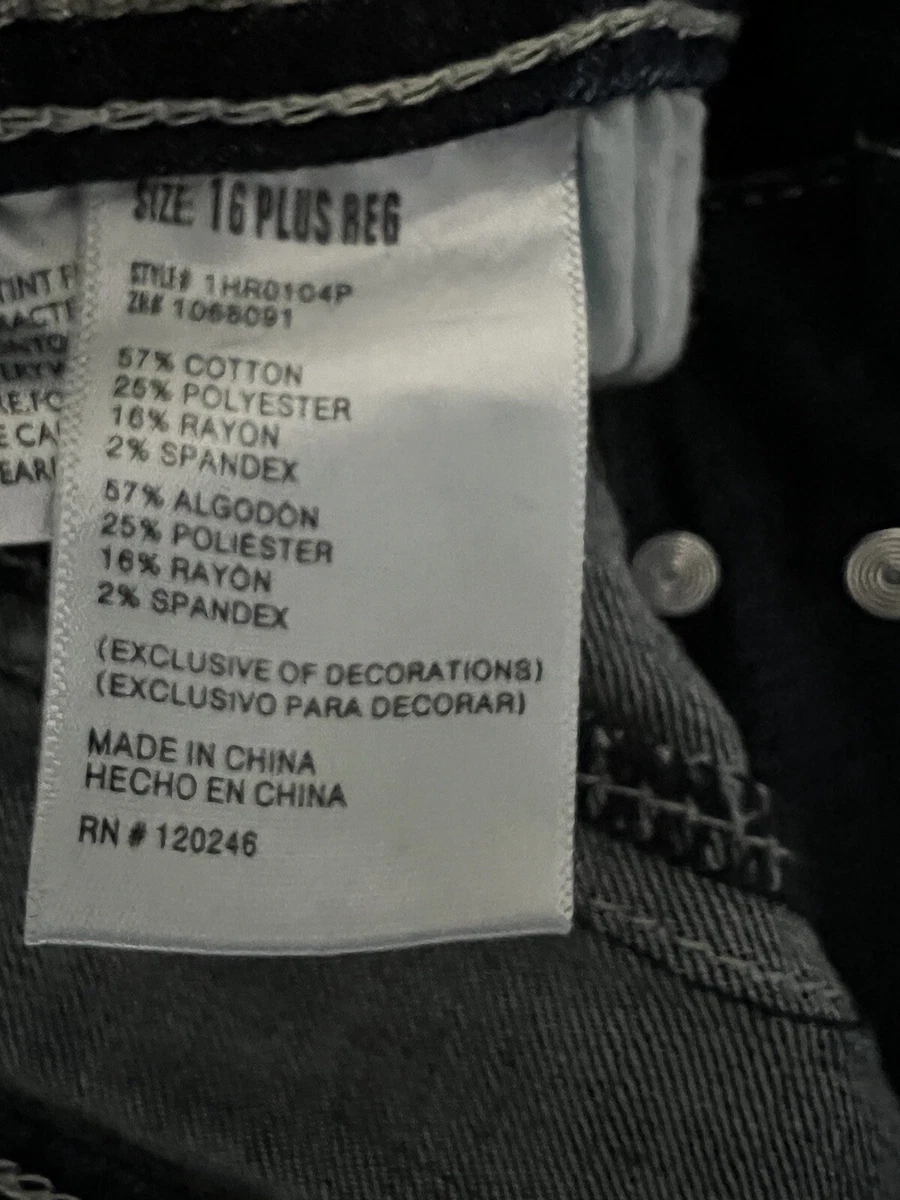 SIZE: 16 PLUS REG
STYLE# 1HR0104P
ZR# 1068091
57% COTTON
25% POLYESTER
16% RAYON
2% SPANDEX
57% ALGODÓN
25% POLIÉSTER
16% RAYÓN
2% SPANDEX
(EXCLUSIVE OF DECORATIONS)
(EXCLUSIVO PARA DECORAR)
MADE IN CHINA
HECHO EN CHINA
RN # 120246